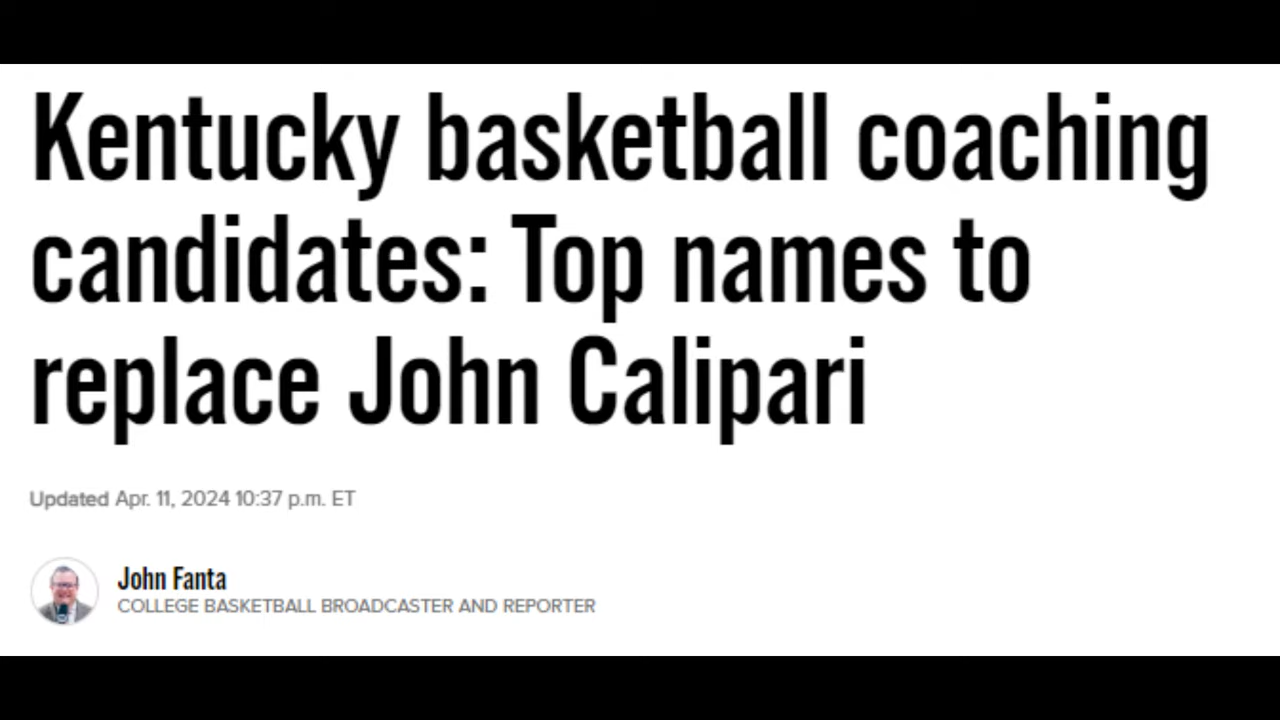 Kentucky basketball coaching
candidates: Top names to
replace John Calipari
Updated Apr. 11, 2024 10:37 p.m. ET
John Fanta
COLLEGE BASKETBALL BROADCASTER AND REPORTER